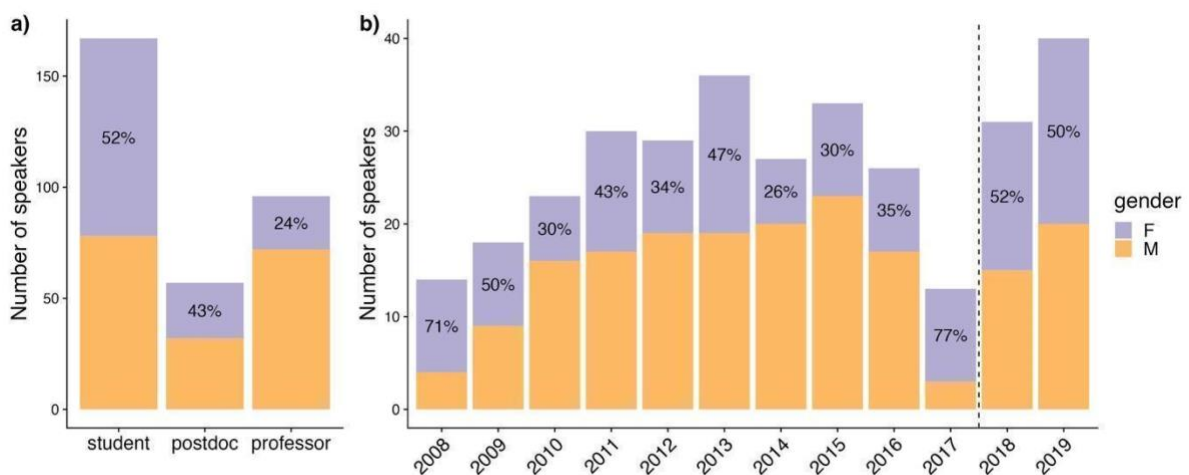 a)
Number of speakers
150
100
50
0
52%
43%
24%
student postdoc professor
b)
Number of speakers
40
30
20
10
0
71%
50%
30%
43%
34%
47%
26%
30%
35%
77%
52%
50%
2008 2009 2010 2011 2012 2013 2014 2015 2016 2017 2018 2019
gender
F
M